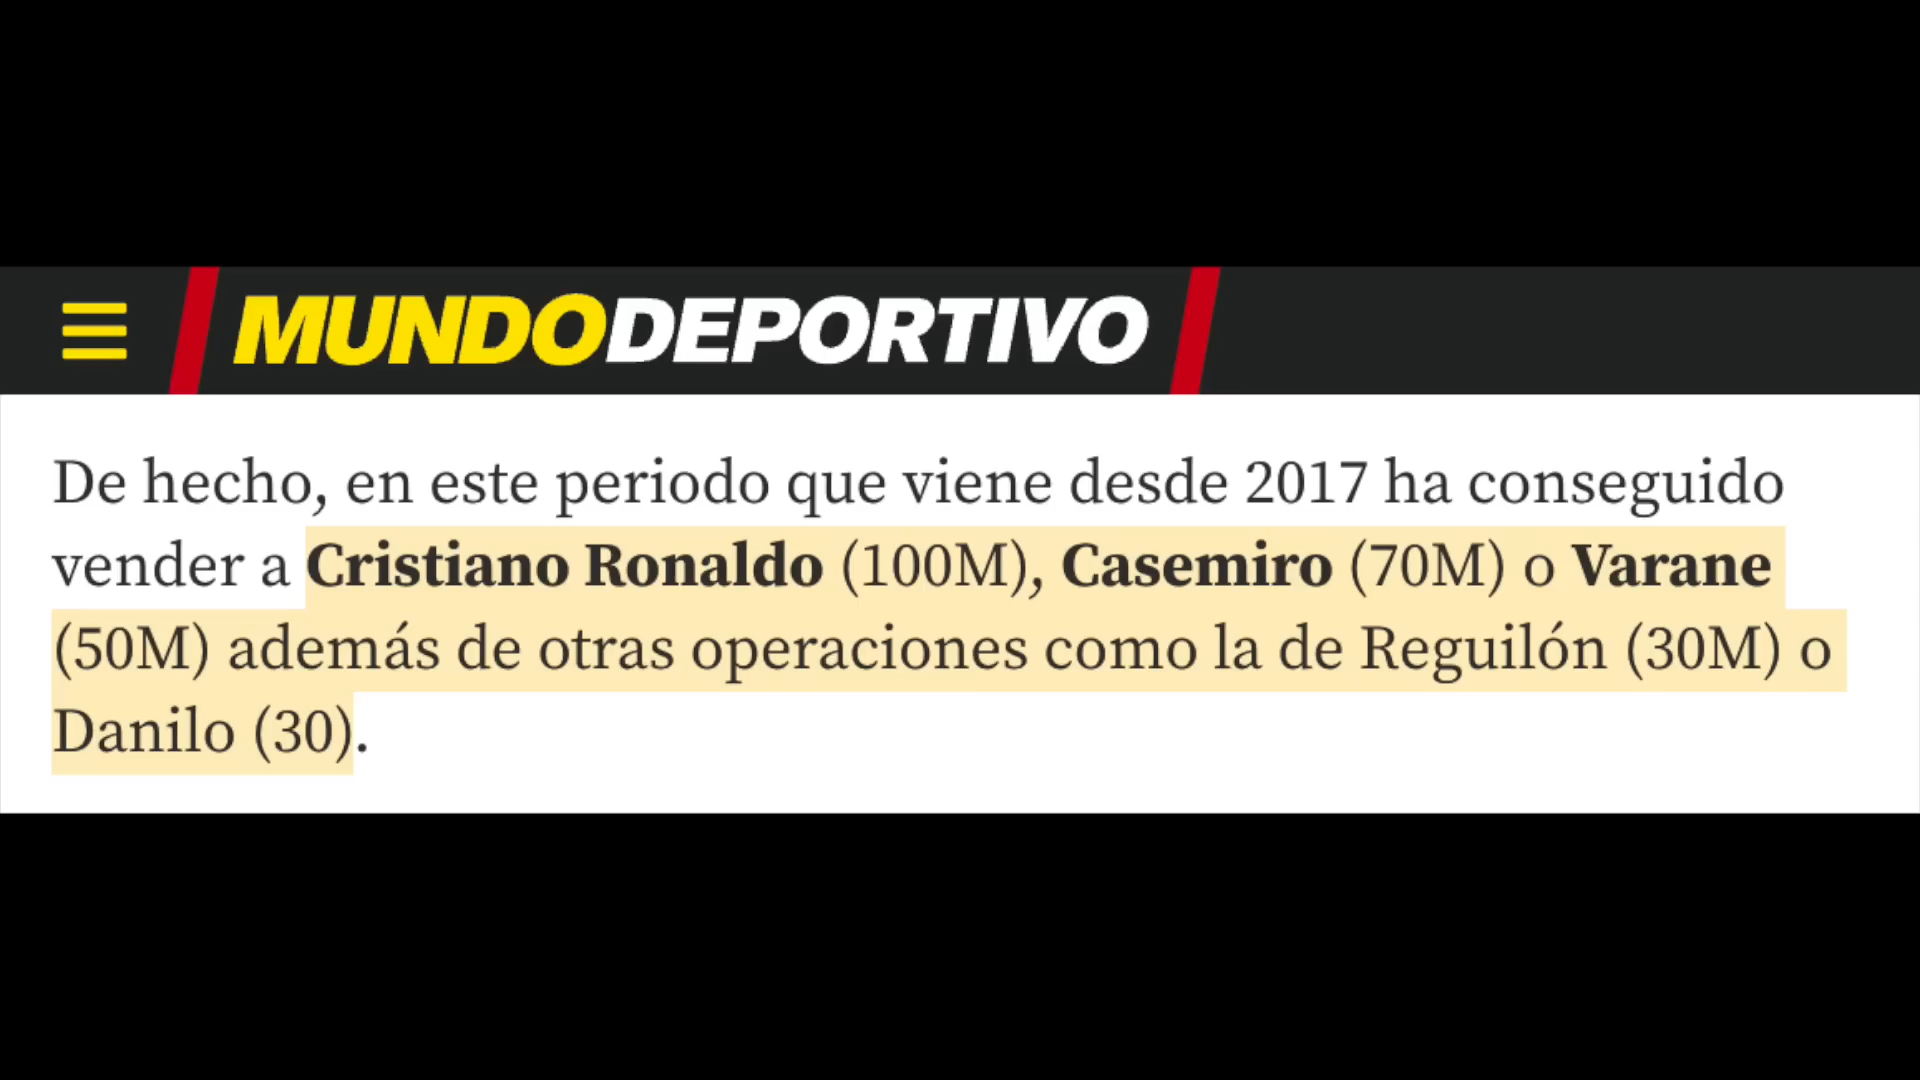 MUNDODEPORTIVO
De hecho, en este periodo que viene desde 2017 ha conseguido
vender a Cristiano Ronaldo (100M), Casemiro (70M) o Varane
(50M) además de otras operaciones como la de Reguilón (30M) o
Danilo (30).